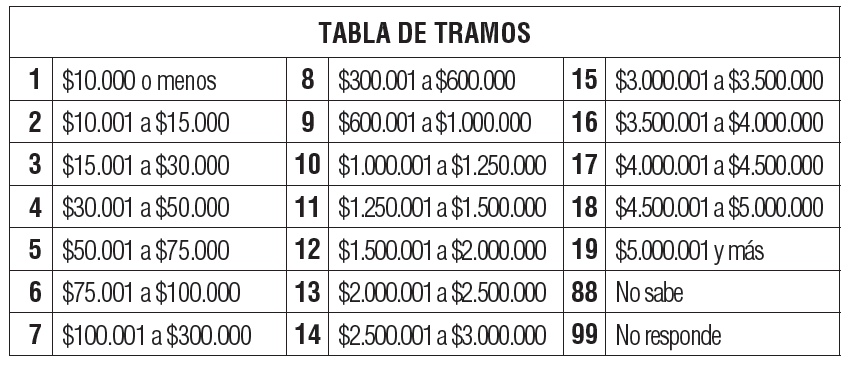 TABLA DE TRAMOS
1 $10.000 o menos 8 $300.001 a $600.000 15 $3.000.001 a $3.500.000
2 $10.001 a $15.000 9 $600.001 a $1.000.000 16 $3.500.001 a $4.000.000
3 $15.001 a $30.000 10 $1.000.001 a $1.250.000 17 $4.000.001 a $4.500.000
4 $30.001 a $50.000 11 $1.250.001 a $1.500.000 18 $4.500.001 a $5.000.000
5 $50.001 a $75.000 12 $1.500.001 a $2.000.000 19 $5.000.001 y más
6 $75.001 a $100.000 13 $2.000.001 a $2.500.000 88 No sabe
7 $100.001 a $300.000 14 $2.500.001 a $3.000.000 99 No responde